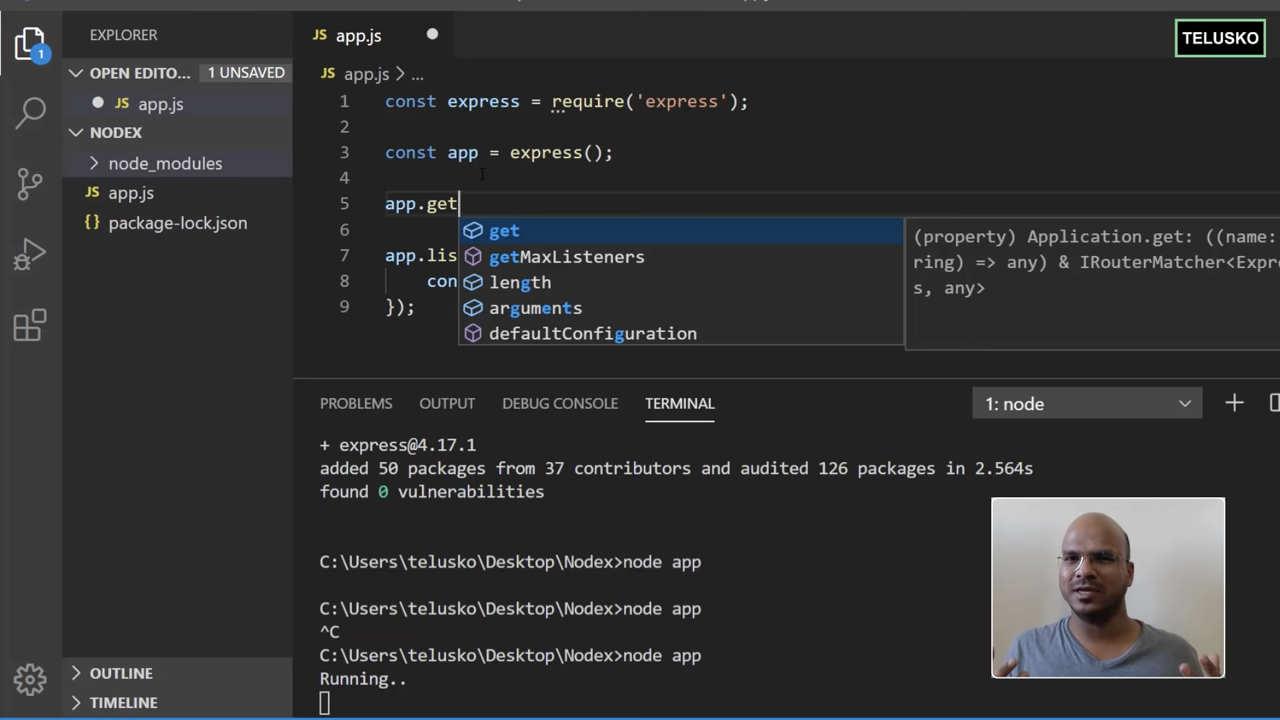 EXPLORER
1
OPEN EDITO... 1 UNSAVED
JS app.js
NODEX
node_modules
JS app.js
{} package-lock.json
OUTLINE
TIMELINE
JS app.js
TELUSKO
JS app.js > ...
1 const express = require('express');
2
3 const app = express();
4
5 app.get
6
7 app.lis
8 con
9 });
get
getMaxListeners
length
arguments
defaultConfiguration
(property) Application.get: ((name:
ring) => any) & IRouterMatcher<Expr
s, any>
PROBLEMS OUTPUT DEBUG CONSOLE TERMINAL
1: node
+ express@4.17.1
added 50 packages from 37 contributors and audited 126 packages in 2.564s
found 0 vulnerabilities
C:\Users\telusko\Desktop\Nodex>node app
C:\Users\telusko\Desktop\Nodex>node app
^C
C:\Users\telusko\Desktop\Nodex>node app
Running..